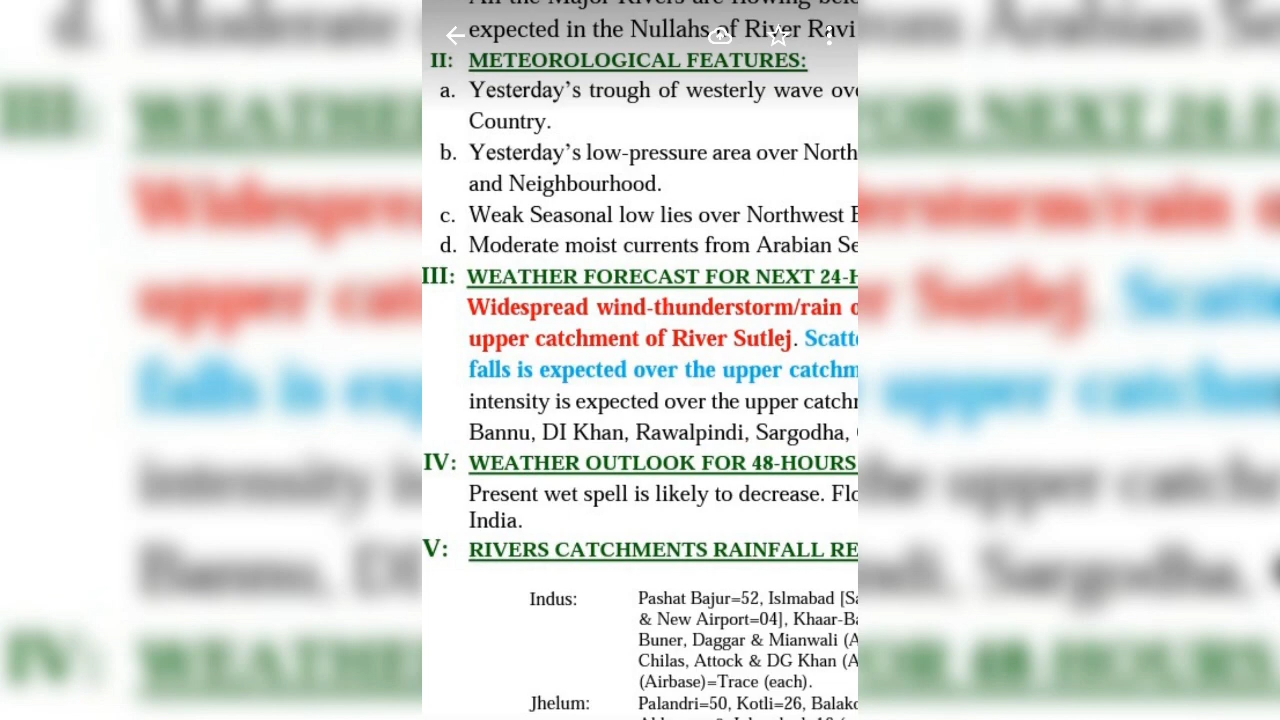 expected in the Nullahs of River Ravi
II: METEOROLOGICAL FEATURES:
a. Yesterday's trough of westerly wave ov
Country.
b. Yesterday's low-pressure area over North
and Neighbourhood.
c. Weak Seasonal low lies over Northwest
d. Moderate moist currents from Arabian Se
III: WEATHER FORECAST FOR NEXT 24-H
Widespread wind-thunderstorm/rain o
upper catchment of River Sutlej. Scatt
falls is expected over the upper catchm
intensity is expected over the upper catch
Bannu, DI Khan, Rawalpindi, Sargodha,
IV: WEATHER OUTLOOK FOR 48-HOURS
Present wet spell is likely to decrease. Flo
India.
V: RIVERS CATCHMENTS RAINFALL RE
Indus: Pashat Bajur=52, Islmabad [Sa
& New Airport=04], Khaar-Ba
Buner, Daggar & Mianwali (A
Chilas, Attock & DG Khan (A
(Airbase)=Trace (each).
Jhelum: Palandri=50, Kotli=26, Balako